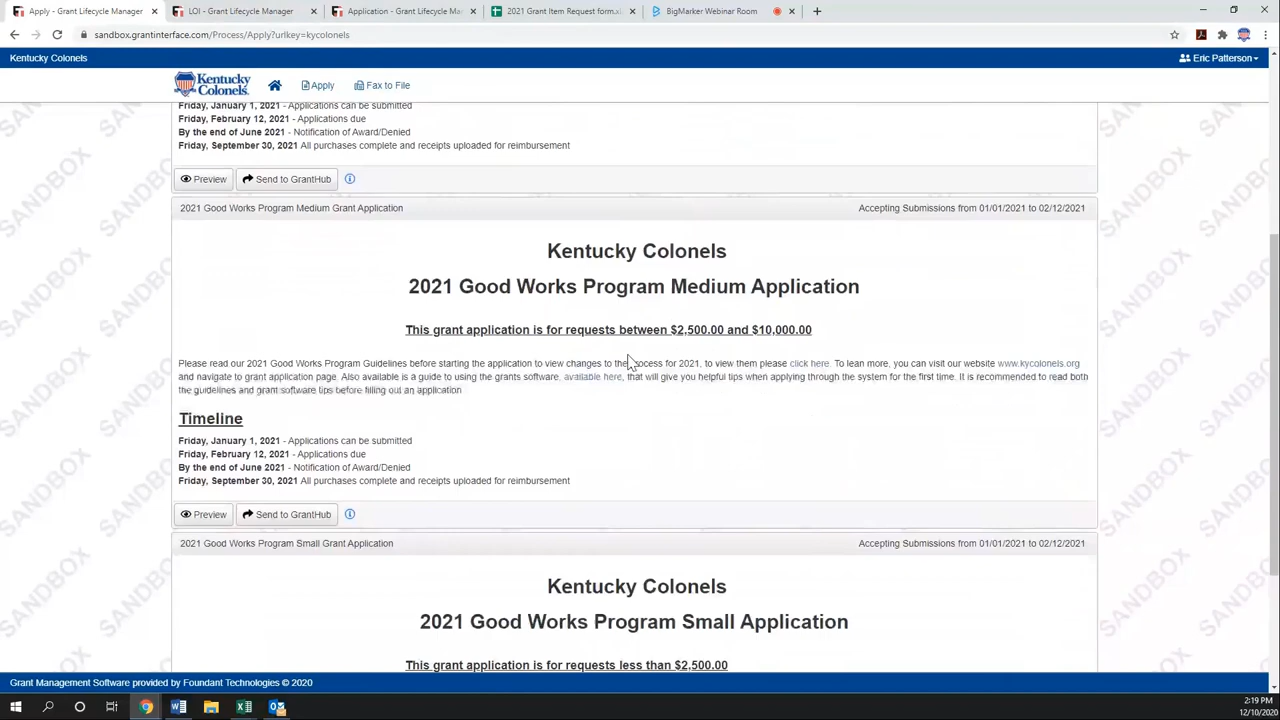 Apply - Grant Lifecycle Manager
LOI - Grant Lifecycle Manager
Application - Grant Lifecycle Ma
2021 Grant Item Request form.xl
BigMarker Webinar Room
sandbox.grantinterface.com/Process/Apply?urlkey=kycolonels
Kentucky Colonels
Eric Patterson
Kentucky Colonels.
Apply
Fax to File
Friday, January 1, 2021 - Applications can be submitted
Friday, February 12, 2021 - Applications due
By the end of June 2021 - Notification of Award/Denied
Friday, September 30, 2021 All purchases complete and receipts uploaded for reimbursement
Preview
Send to GrantHub
2021 Good Works Program Medium Grant Application
Accepting Submissions from 01/01/2021 to 02/12/2021
Kentucky Colonels
2021 Good Works Program Medium Application
This grant application is for requests between $2,500.00 and $10,000.00
Please read our 2021 Good Works Program Guidelines before starting the application to view changes to the process for 2021, to view them please click here. To lean more, you can visit our website www.kycolonels.org
and navigate to grant application page. Also available is a guide to using the grants software, available here, that will give you helpful tips when applying through the system for the first time. It is recommended to read both
the guidelines and grant software tips before filling out an application
Timeline
Friday, January 1, 2021 - Applications can be submitted
Friday, February 12, 2021 - Applications due
By the end of June 2021 - Notification of Award/Denied
Friday, September 30, 2021 All purchases complete and receipts uploaded for reimbursement
Preview
Send to GrantHub
2021 Good Works Program Small Grant Application
Accepting Submissions from 01/01/2021 to 02/12/2021
Kentucky Colonels
2021 Good Works Program Small Application
This grant application is for requests less than $2,500.00
SANDBOX
Grant Management Software provided by Foundant Technologies © 2020
2:19 PM
12/10/2020